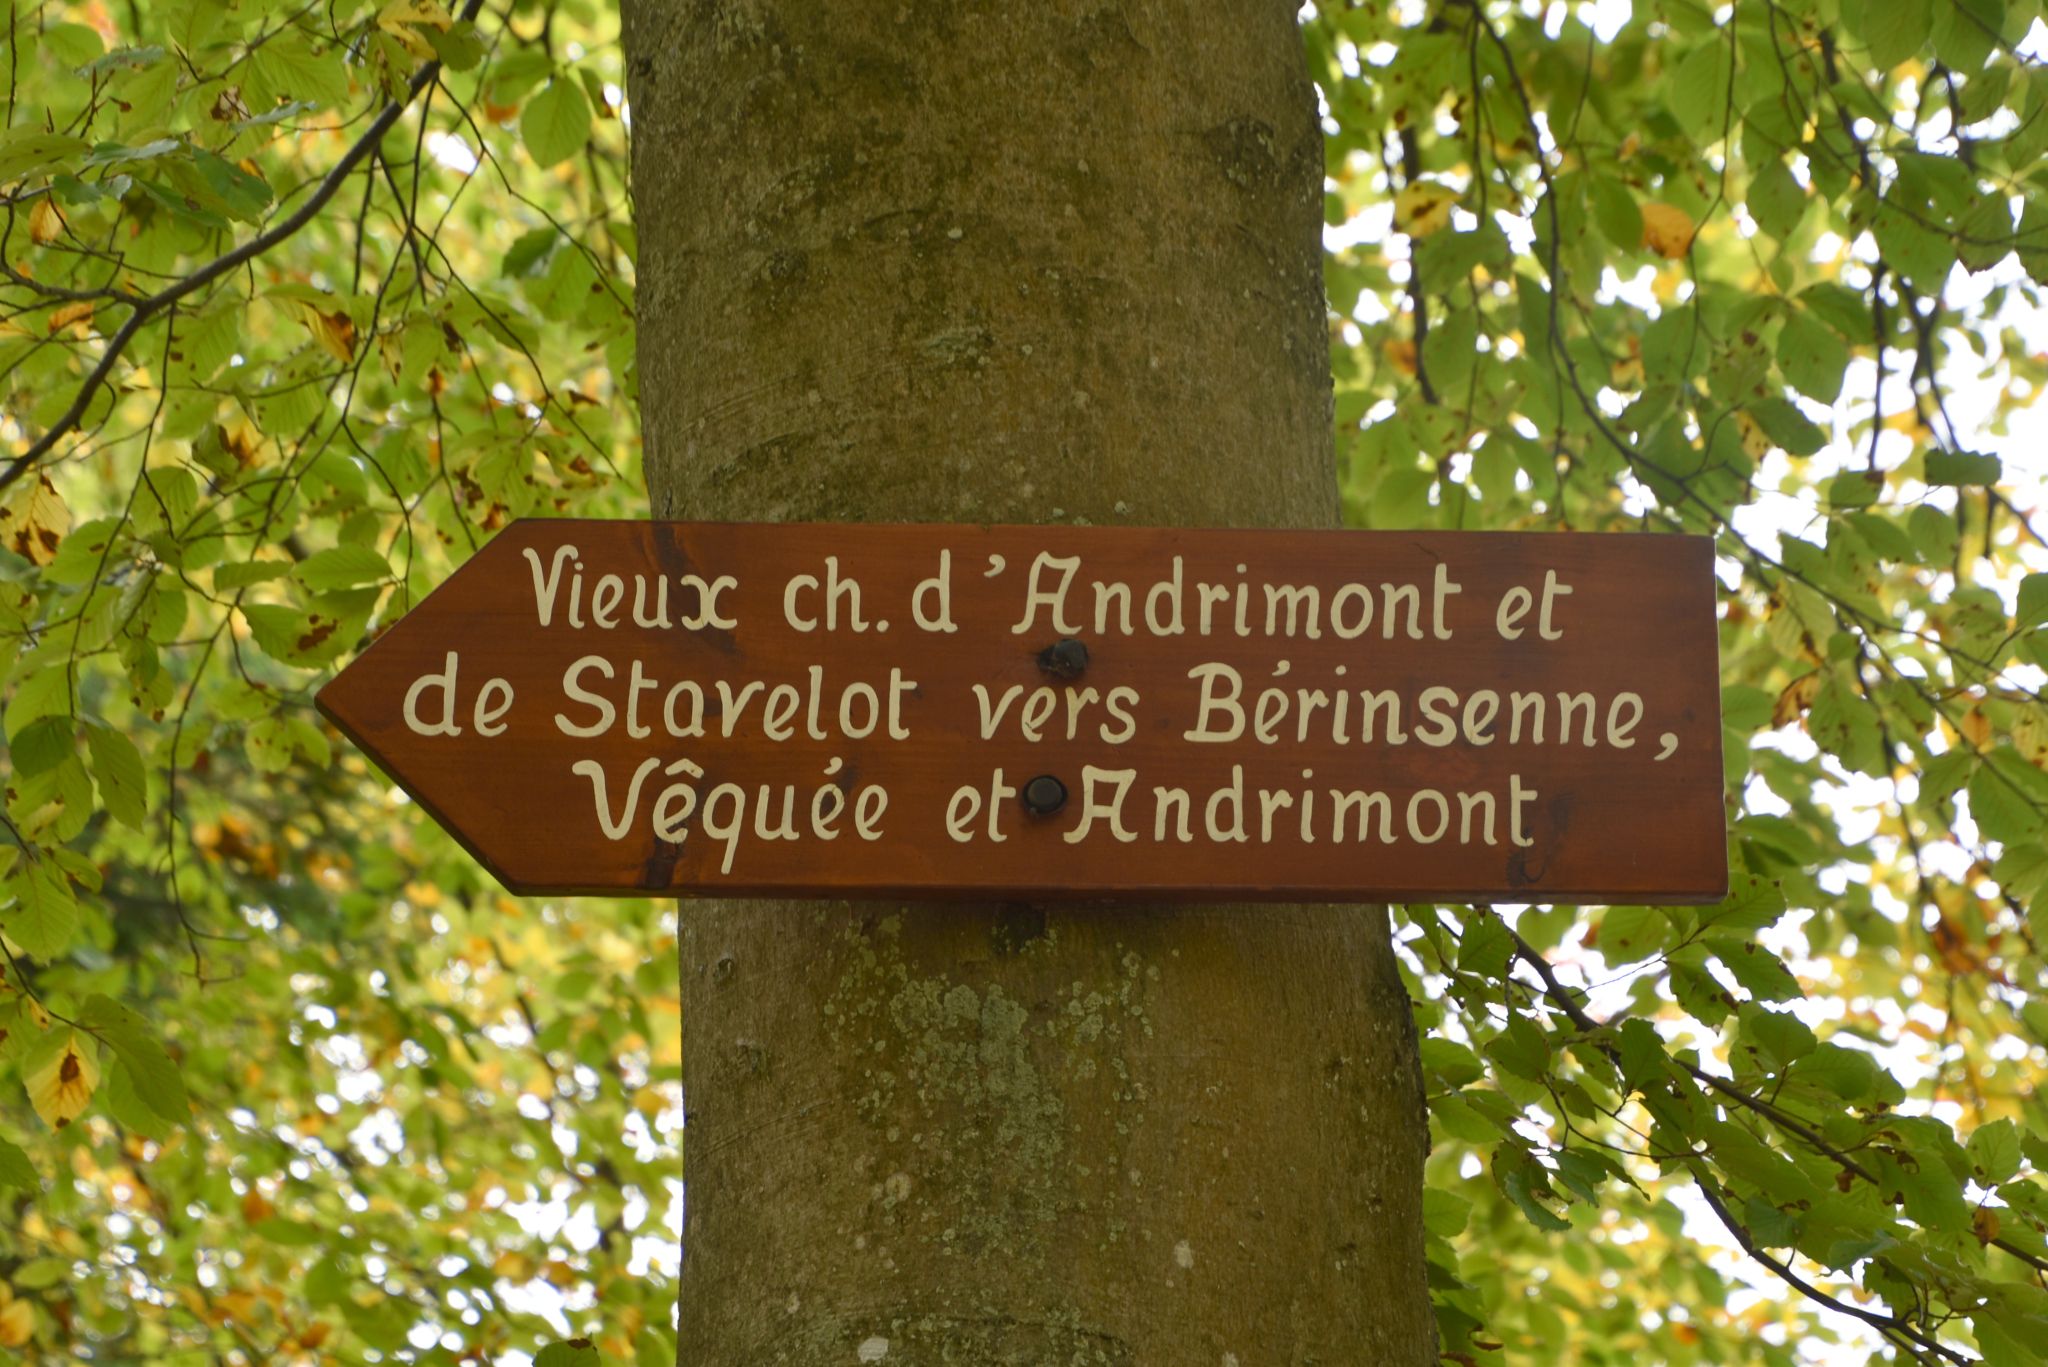 Vieux ch. d'Andrimont et
de Stavelot vers Bérinsenne,
Vêquée et Andrimont